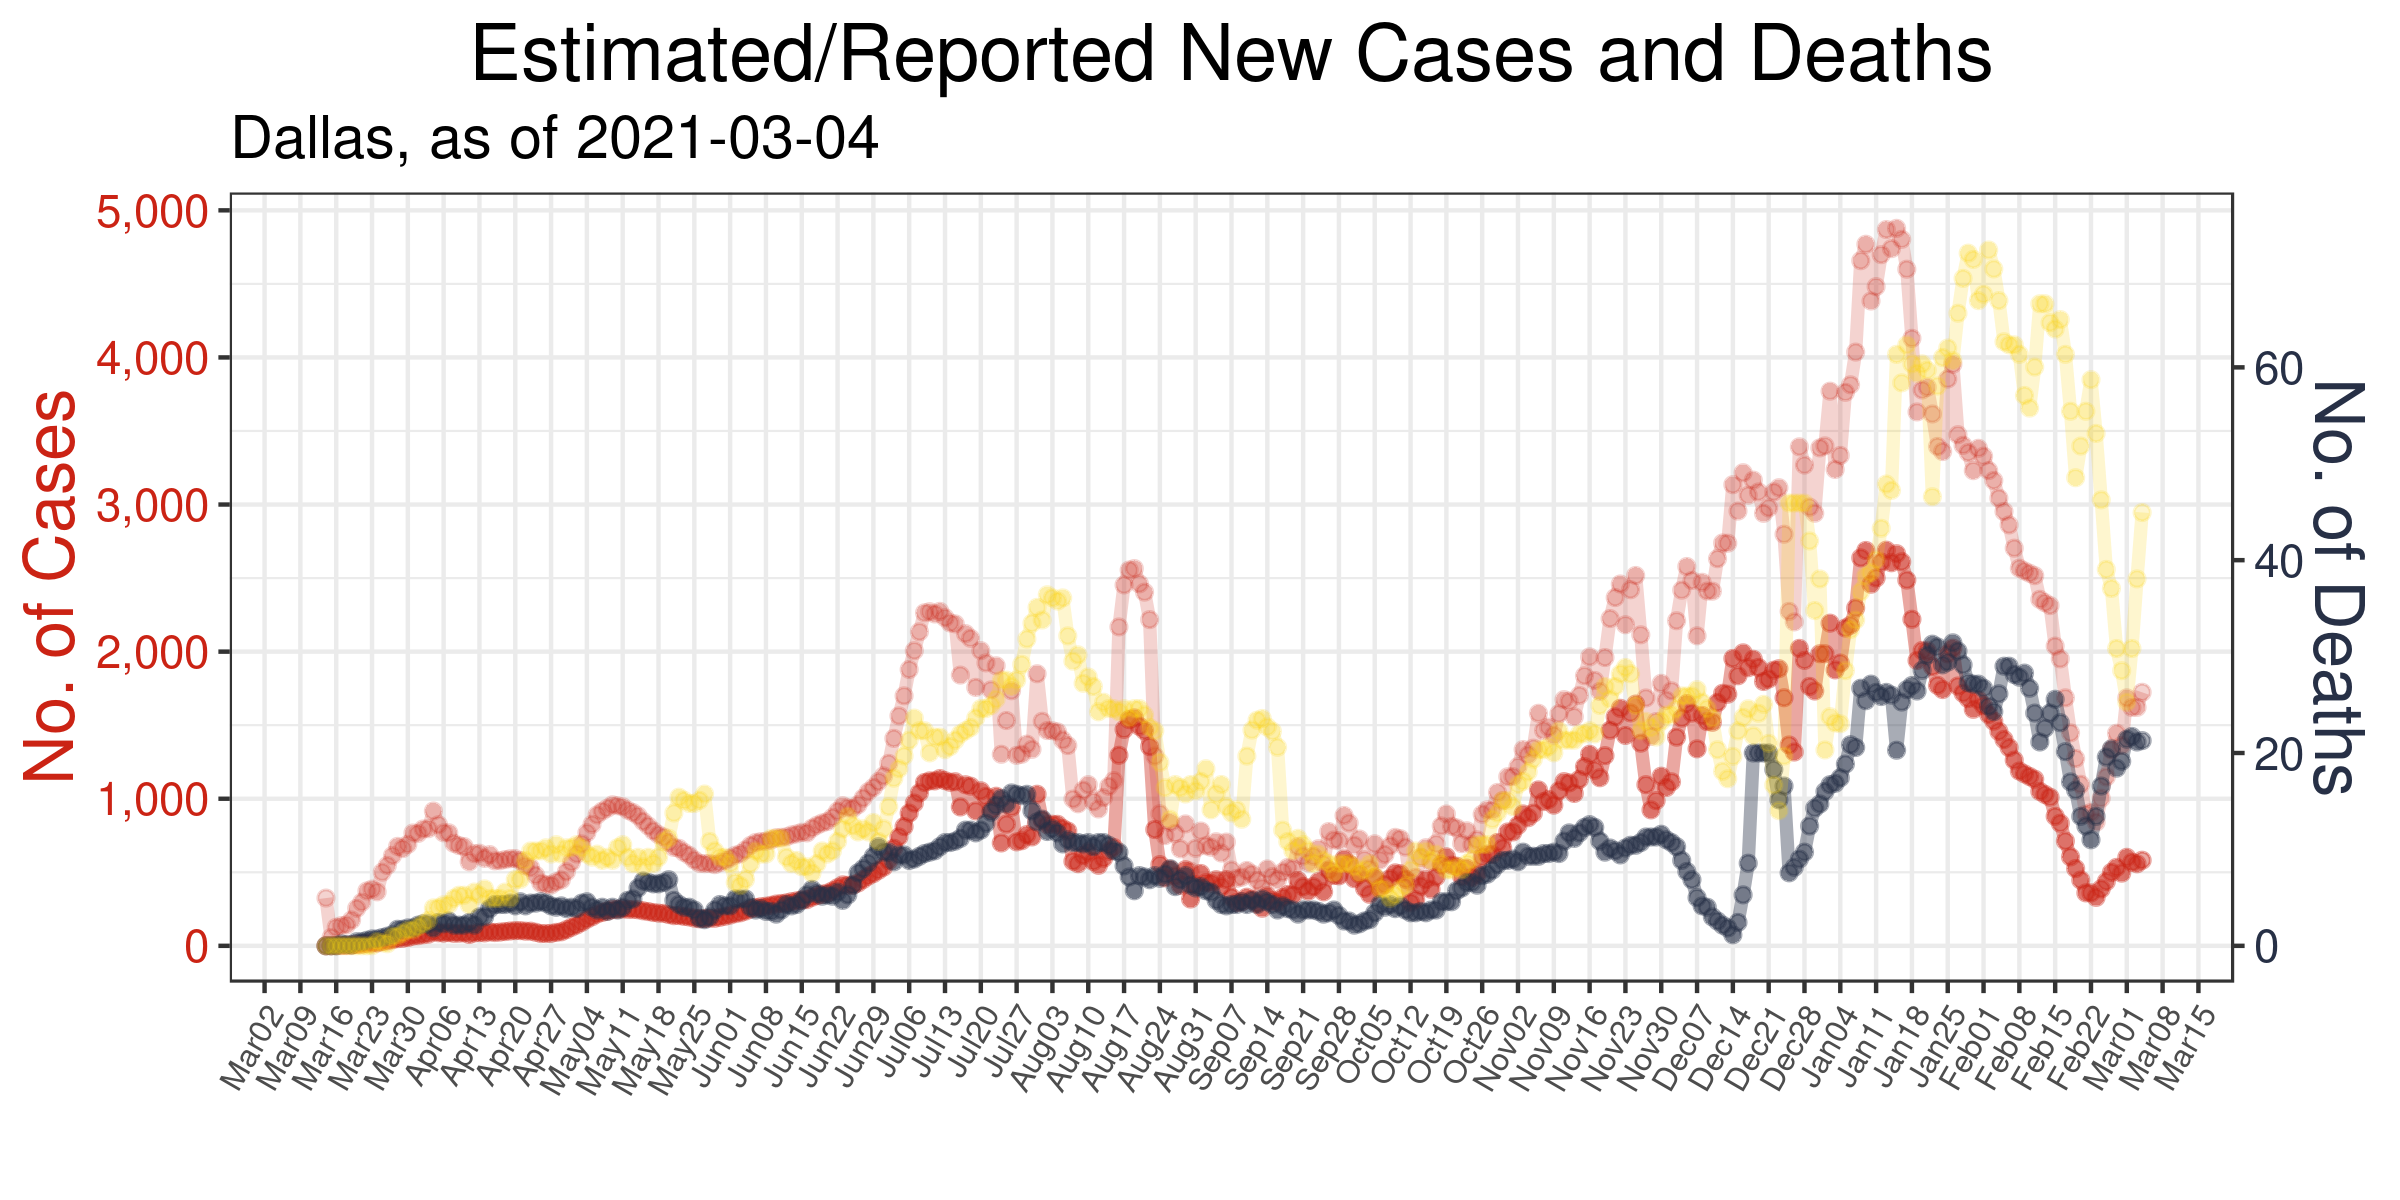 Estimated/Reported New Cases and Deaths
Dallas, as of 2021-03-04
No. of Cases
5,000
4,000
3,000
2,000
1,000
0
60
40
20
0
No. of Deaths
Mar02
Mar09
Mar16
Mar23
Mar30
Apr06
Apr13
Apr20
Apr27
May04
May11
May18
May25
Jun01
Jun08
Jun15
Jun22
Jun29
Jul06
Jul13
Jul20
Jul27
Aug03
Aug10
Aug17
Aug24
Aug31
Sep07
Sep14
Sep21
Sep28
Oct05
Oct12
Oct19
Oct26
Nov02
Nov09
Nov16
Nov23
Nov30
Dec07
Dec14
Dec21
Dec28
Jan04
Jan11
Jan18
Jan25
Feb01
Feb08
Feb15
Feb22
Mar01
Mar08
Mar15